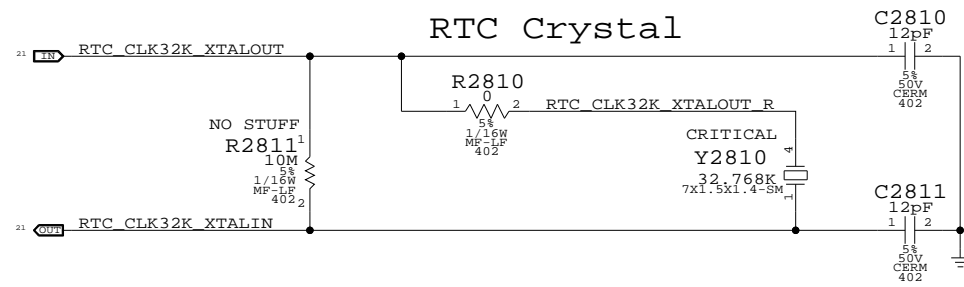 RTC Crystal
C2810
12pF
1 2
5%
50V
CERM
402
21 IN RTC_CLK32K_XTALOUT
R2810
0
1 2 RTC_CLK32K_XTALOUT_R
5%
1/16W
MF-LF
402
NO STUFF
R2811 1
10M
5%
1/16W
MF-LF
402 2
CRITICAL
Y2810
32.768K
7X1.5X1.4-SM
4
1
C2811
12pF
1 2
5%
50V
CERM
402
21 OUT RTC_CLK32K_XTALIN